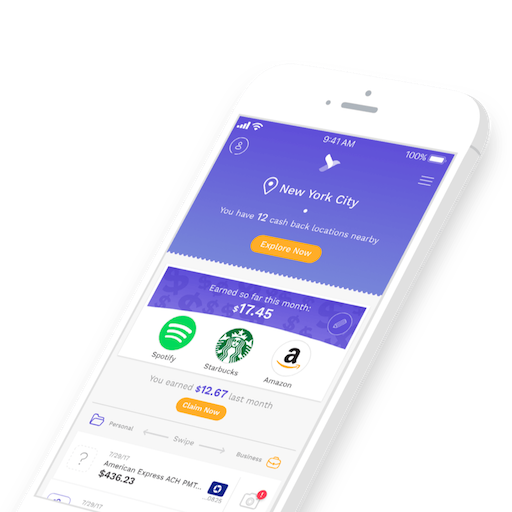 9:41 AM
100%
New York City
You have 12 cash back locations nearby
Explore Now
Earned so far this month:
$17.45
Spotify
Starbucks
Amazon
You earned $12.67 last month
Claim Now
Personal
Swipe
Business
7/29/17
American Express ACH PMT...
$436.23
7/29/17